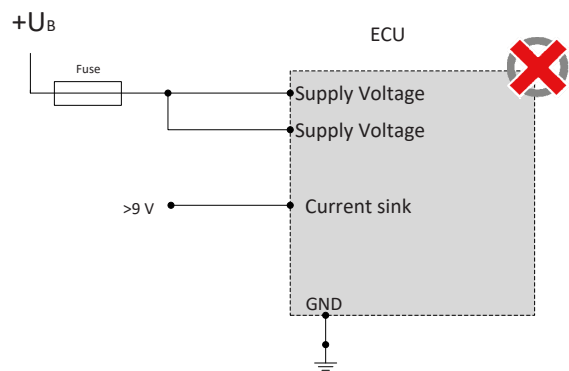 +UB
ECU
Fuse
Supply Voltage
Supply Voltage
>9 V
Current sink
GND